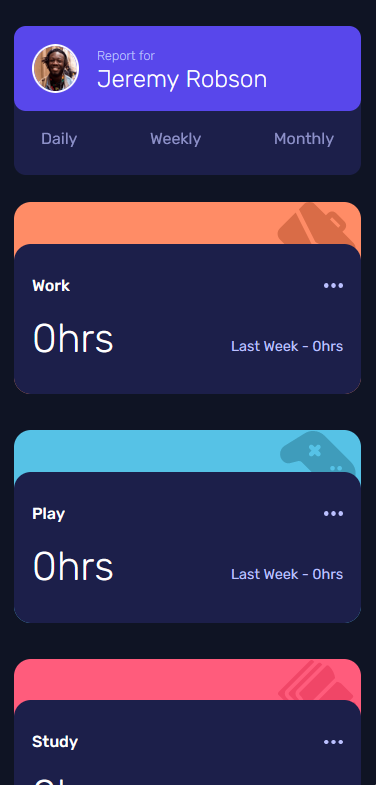 Report for
Jeremy Robson
Daily Weekly Monthly
Work
0hrs
Last Week - 0hrs
Play
0hrs
Last Week - 0hrs
Study